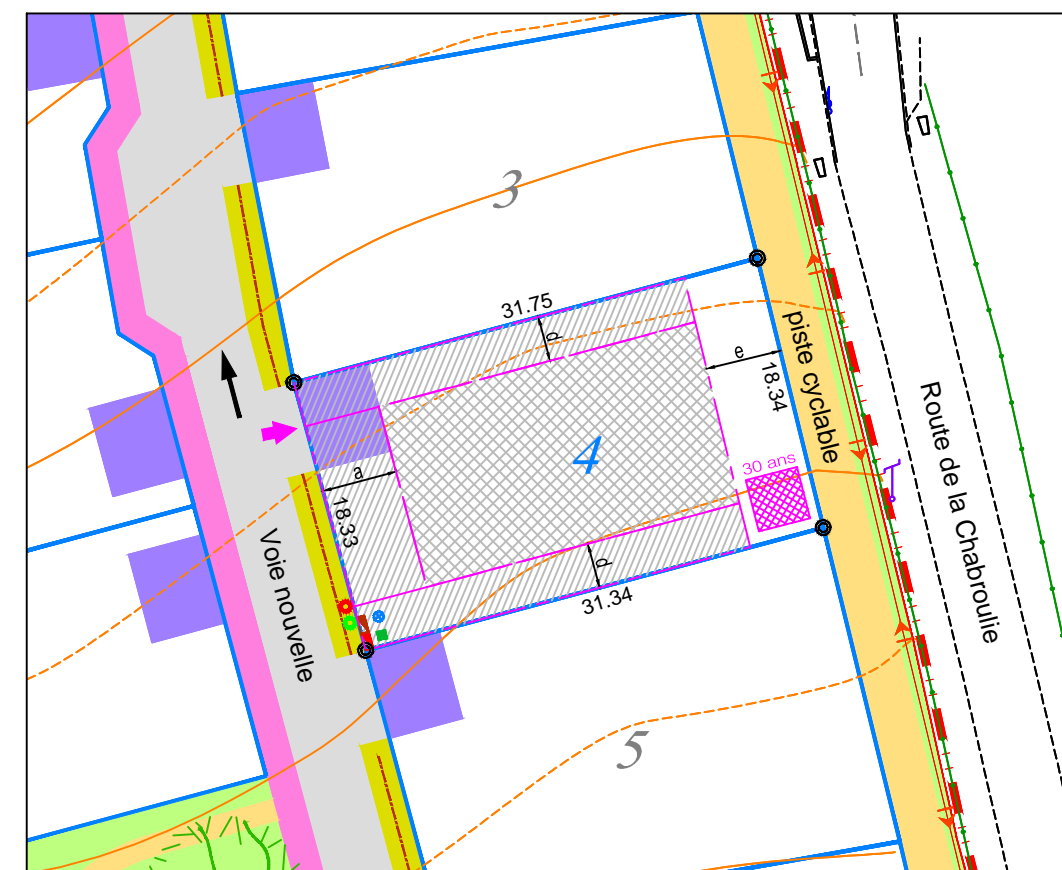 3
31.75
d
e
18.34
piste cyclable
Route de la Chabroulie
4
30 ans
e
18.33
Voie nouvelle
d
31.34
5